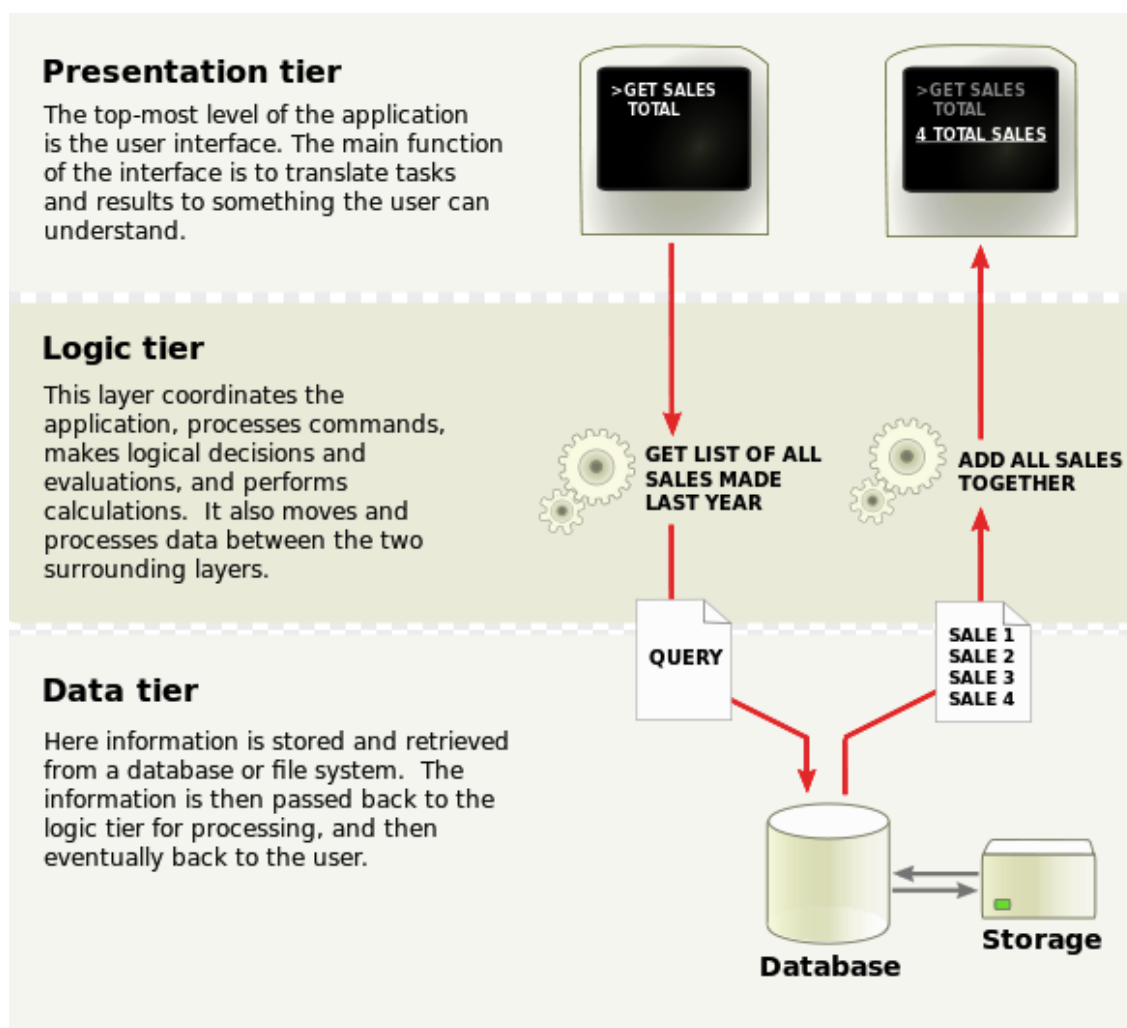 Presentation tier
The top-most level of the application
is the user interface. The main function
of the interface is to translate tasks
and results to something the user can
understand.
>GET SALES
TOTAL
>GET SALES
TOTAL
4 TOTAL SALES
Logic tier
This layer coordinates the
application, processes commands,
makes logical decisions and
evaluations, and performs
calculations.  It also moves and
processes data between the two
surrounding layers.
GET LIST OF ALL
SALES MADE
LAST YEAR
ADD ALL SALES
TOGETHER
QUERY
SALE 1
SALE 2
SALE 3
SALE 4
Data tier
Here information is stored and retrieved
from a database or file system.  The
information is then passed back to the
logic tier for processing, and then
eventually back to the user.
Database
Storage